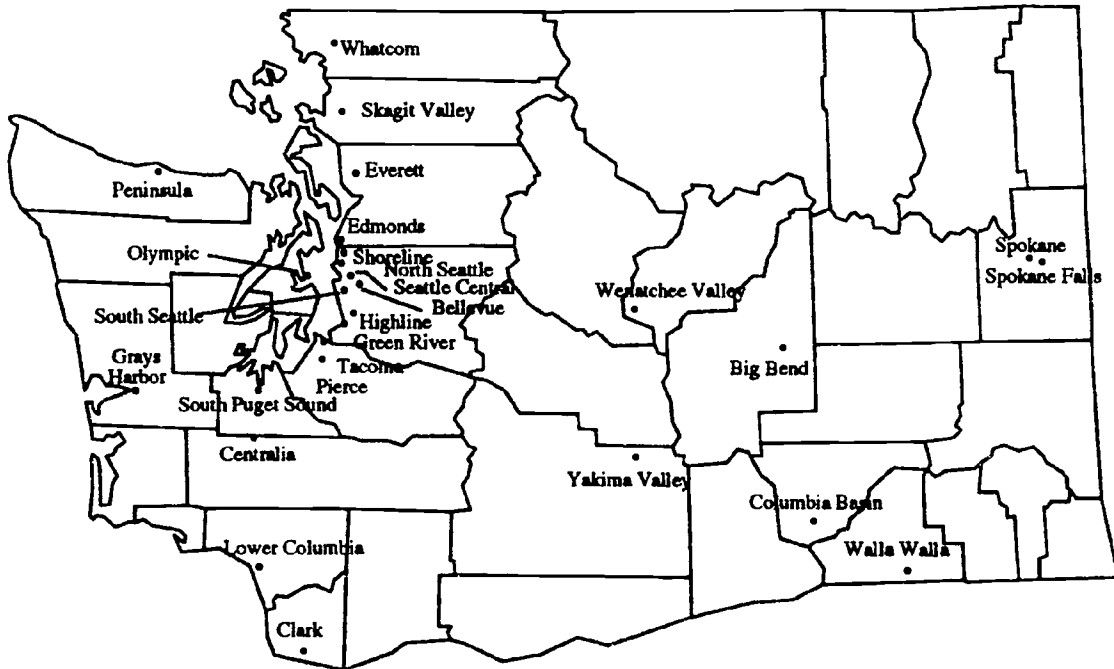 Whatcom
Skagit Valley
Everett
Peninsula
Edmonds
Olympic
Shoreline
North Seattle
Seattle Central
Spokane
Spokane Falls
Bellevue
Wenatchee Valley
South Seattle
Highline
Green River
Grays
Harbor
Tacoma
Pierce
Big Bend
South Puget Sound
Centralia
Yakima Valley
Columbia Basin
Lower Columbia
Walla Walla
Clark